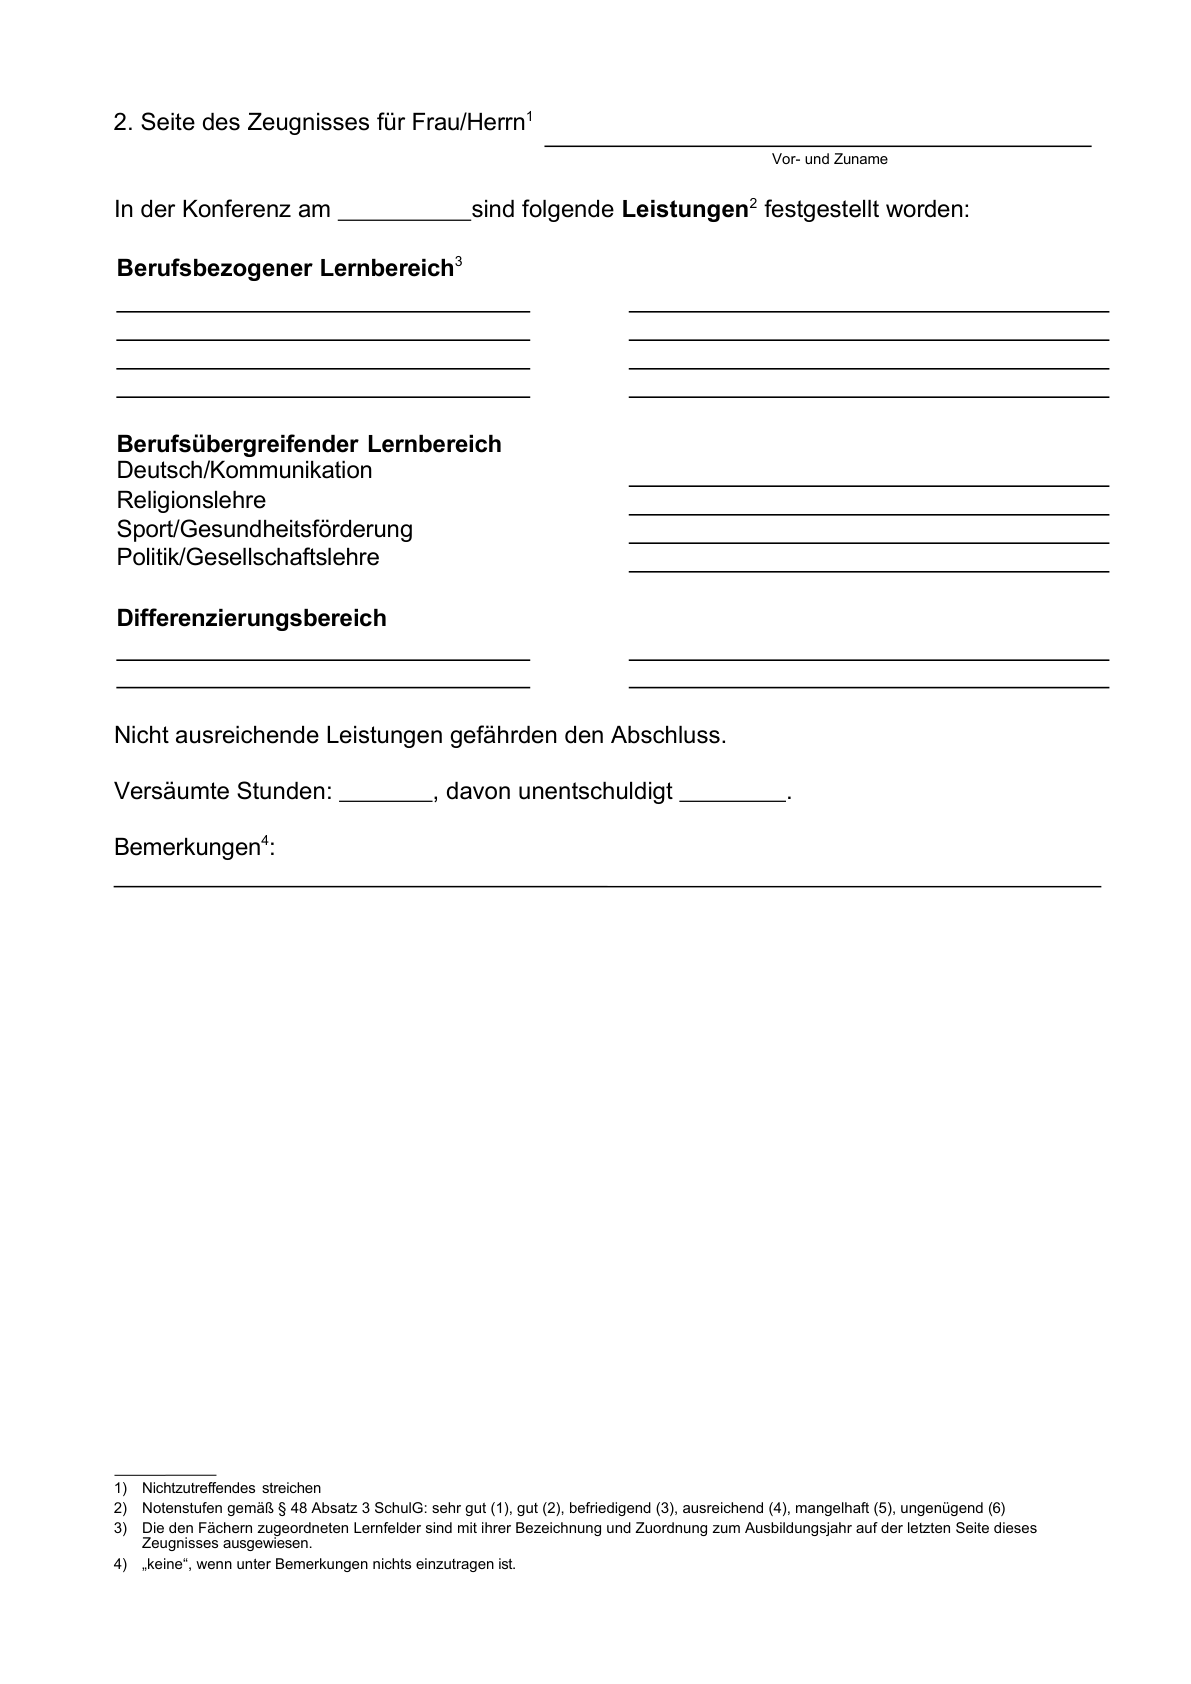 2. Seite des Zeugnisses für Frau/Herrn¹
Vor- und Zuname
In der Konferenz am __________sind folgende Leistungen² festgestellt worden:
Berufsbezogener Lernbereich³
Berufsübergreifender Lernbereich
Deutsch/Kommunikation
Religionslehre
Sport/Gesundheitsförderung
Politik/Gesellschaftslehre
Differenzierungsbereich
Nicht ausreichende Leistungen gefährden den Abschluss.
Versäumte Stunden: _______, davon unentschuldigt ________.
Bemerkungen⁴:
1) Nichtzutreffendes streichen
2) Notenstufen gemäß § 48 Absatz 3 SchulG: sehr gut (1), gut (2), befriedigend (3), ausreichend (4), mangelhaft (5), ungenügend (6)
3) Die den Fächern zugeordneten Lernfelder sind mit ihrer Bezeichnung und Zuordnung zum Ausbildungsjahr auf der letzten Seite dieses
Zeugnisses ausgewiesen.
4) „keine“, wenn unter Bemerkungen nichts einzutragen ist.